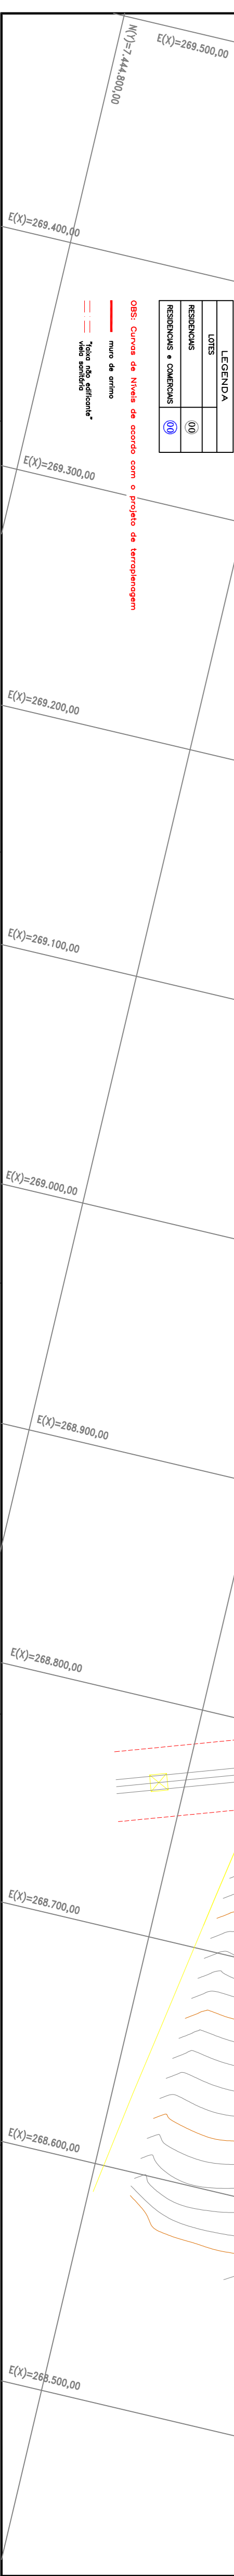 E(X)=269.500,00
N(Y)=7.444.800,00
E(X)=269.400,00
LEGENDA
LOTES
RESIDENCIAIS
00
RESIDENCIAIS e COMERCIAIS
00
OBS: Curvas de Níveis de acordo com o projeto de terraplenagem
muro de arrimo
"faixa não edificante"
viela sanitária
E(X)=269.300,00
E(X)=269.200,00
E(X)=269.100,00
E(X)=269.000,00
E(X)=268.900,00
E(X)=268.800,00
E(X)=268.700,00
E(X)=268.600,00
E(X)=268.500,00